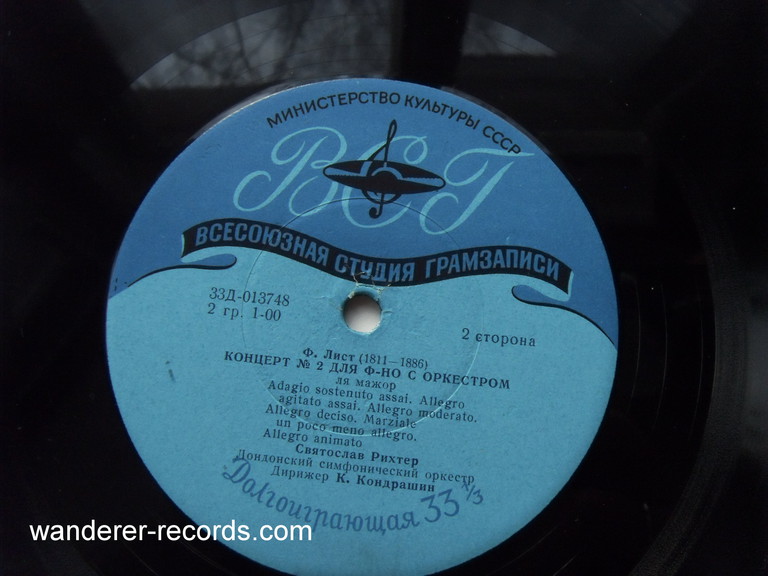 МИНИСТЕРСТВО КУЛЬТУРЫ СССР
ВСГ
ВСЕСОЮЗНАЯ СТУДИЯ ГРАМЗАПИСИ
33Д-013748
2 гр. 1-00
2 сторона
Ф. Лист (1811—1886)
КОНЦЕРТ № 2 ДЛЯ Ф-НО С ОРКЕСТРОМ
ля мажор
Adagio sostenuto assai. Allegro
agitato assai. Allegro moderato.
Allegro deciso. Marziale
un poco meno allegro.
Allegro animato
Святослав Рихтер
Лондонский симфонический оркестр
Дирижер К. Кондрашин
Долгоиграющая 33 1/3
wanderer-records.com